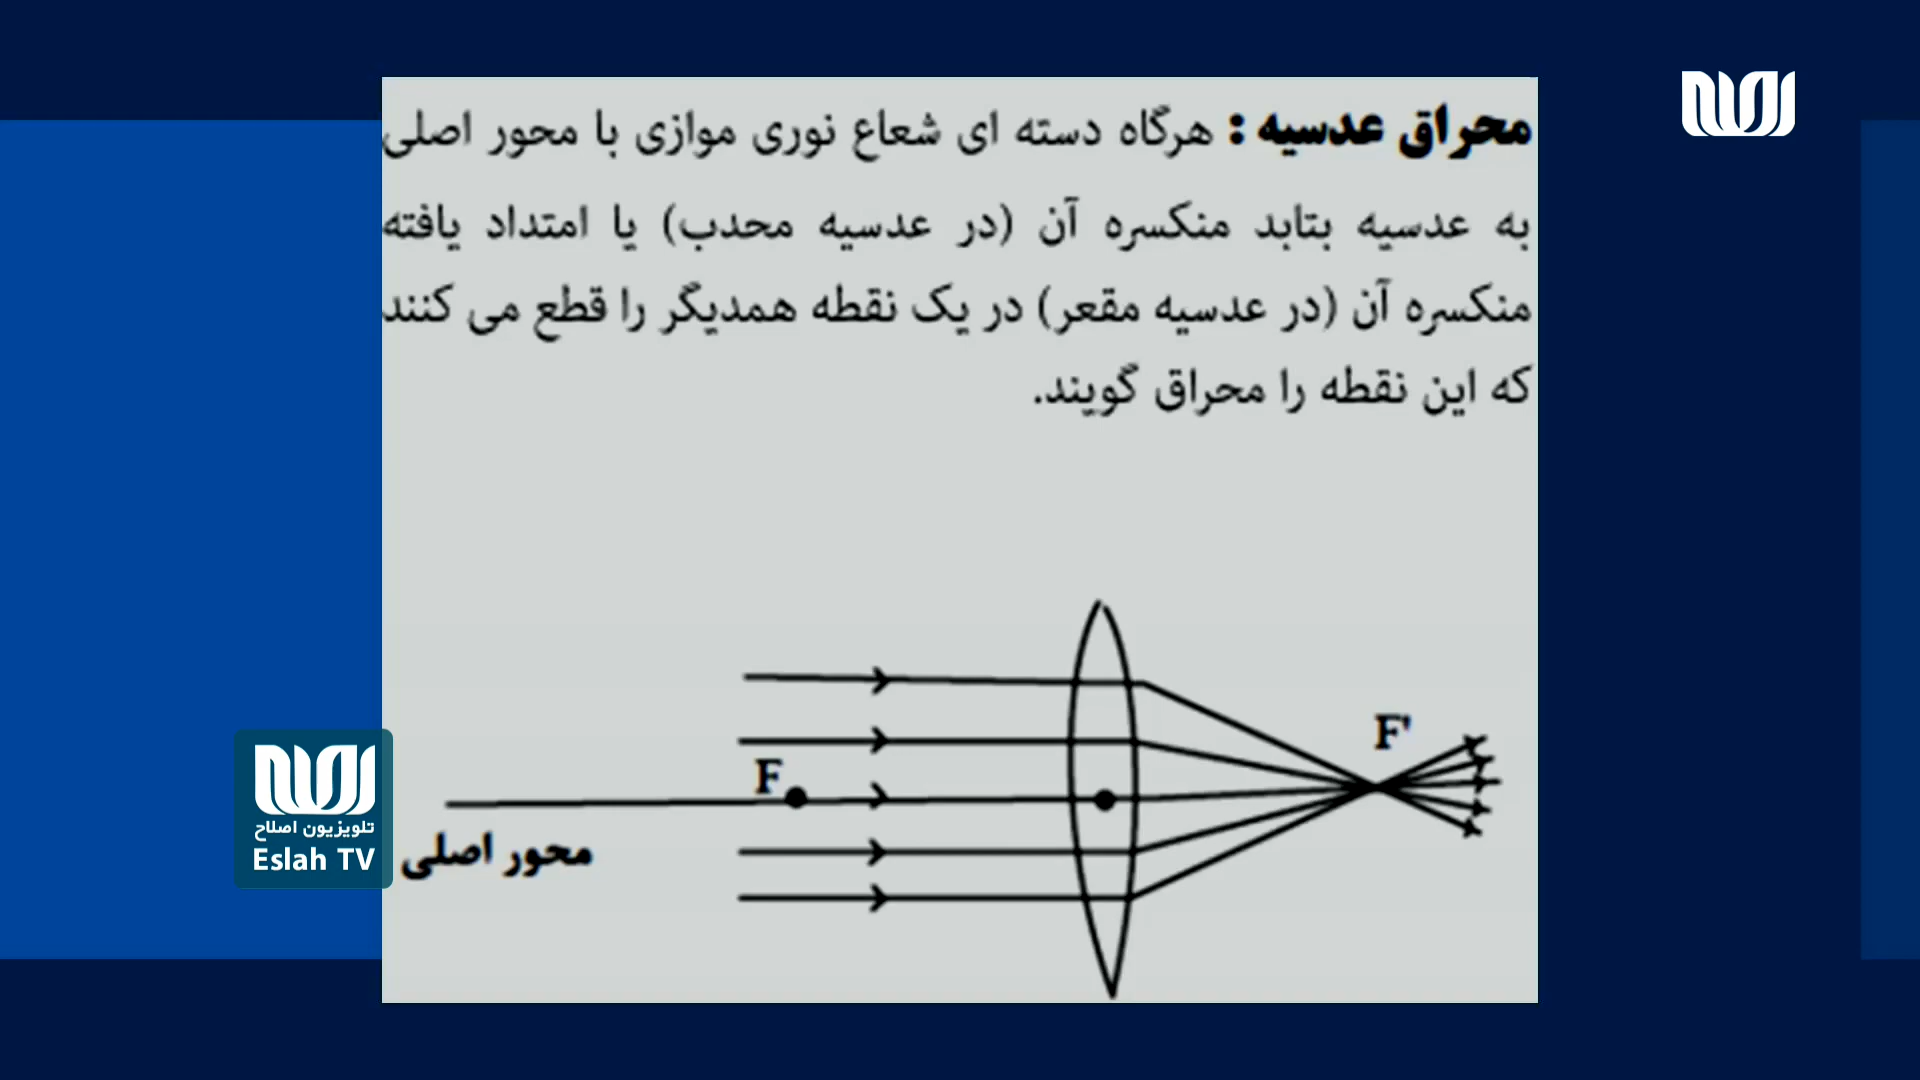 محراق عدسیه : هرگاه دسته ای شعاع نوری موازی با محور اصلی
به عدسیه بتابد منکسره آن (در عدسیه محدب) یا امتداد یافته
منکسره آن (در عدسیه مقعر) در یک نقطه همدیگر را قطع می کنند
که این نقطه را محراق گویند.
F'
F
محور اصلی
تلویزیون اصلاح
Eslah TV